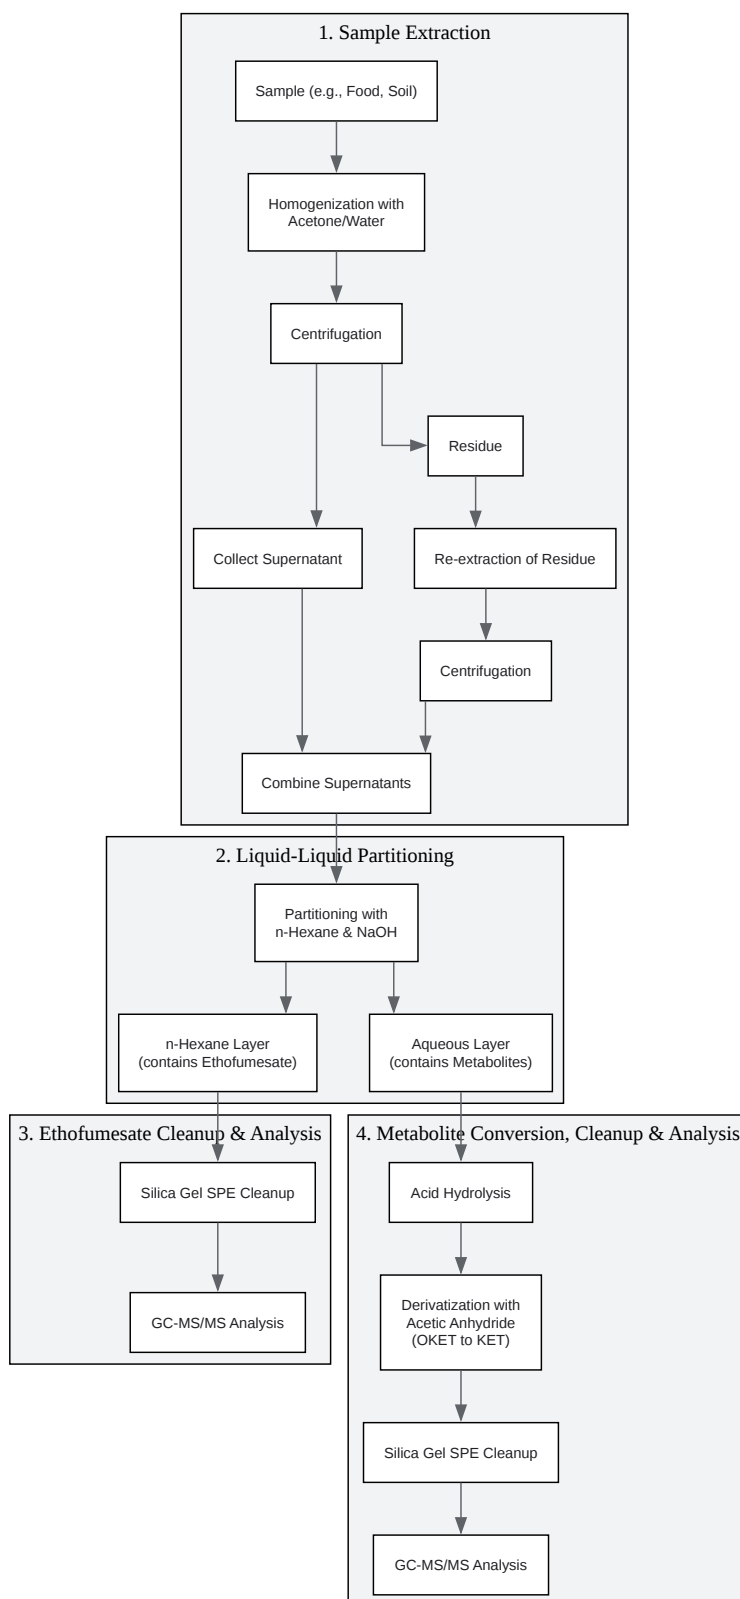 1. Sample Extraction
Sample (e.g., Food, Soil)
Homogenization with
Acetone/Water
Centrifugation
Residue
Collect Supernatant
Re-extraction of Residue
Centrifugation
Combine Supernatants
2. Liquid-Liquid Partitioning
Partitioning with
n-Hexane & NaOH
n-Hexane Layer
(contains Ethofumesate)
Aqueous Layer
(contains Metabolites)
3. Ethofumesate Cleanup & Analysis
Silica Gel SPE Cleanup
GC-MS/MS Analysis
4. Metabolite Conversion, Cleanup & Analysis
Acid Hydrolysis
Derivatization with
Acetic Anhydride
(OKET to KET)
Silica Gel SPE Cleanup
GC-MS/MS Analysis